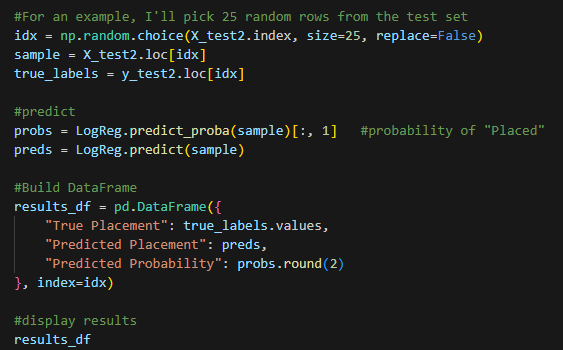 #For an example, I'll pick 25 random rows from the test set
idx = np.random.choice(X_test2.index, size=25, replace=False)
sample = X_test2.loc[idx]
true_labels = y_test2.loc[idx]

#predict
probs = LogReg.predict_proba(sample)[:, 1]   #probability of "Placed"
preds = LogReg.predict(sample)

#Build DataFrame
results_df = pd.DataFrame({
    "True Placement": true_labels.values,
    "Predicted Placement": preds,
    "Predicted Probability": probs.round(2)
}, index=idx)

#display results
results_df